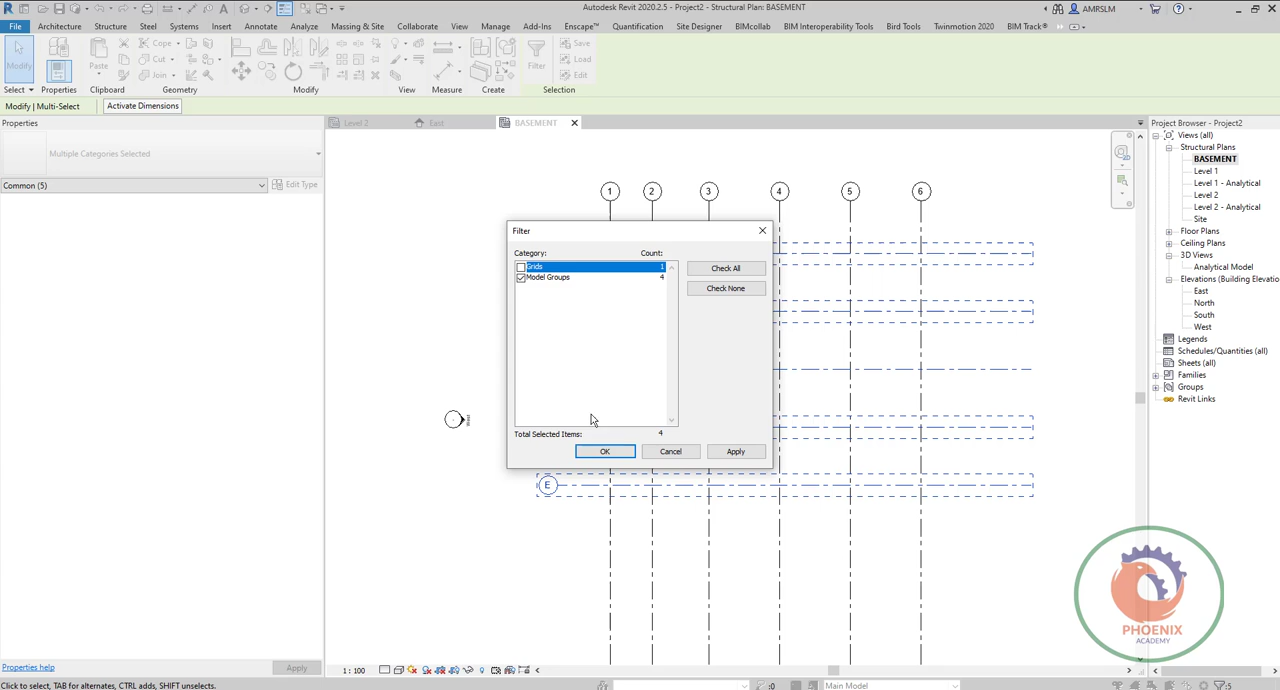 Autodesk Revit 2020.2.5 - Project2 - Structural Plan: BASEMENT
AMRSLM
File Architecture Structure Steel Systems Insert Annotate Analyze Massing & Site Collaborate View Manage Add-Ins Enscape™ Quantification Site Designer BIMcollab BIM Interoperability Tools Bird Tools Twinmotion 2020 BIM Track®
Modify
Paste
Cope
Cut
Join
Filter
Save
Load
Edit
Select Properties Clipboard Geometry Modify View Measure Create Selection
Modify | Multi-Select Activate Dimensions
Properties
Multiple Categories Selected
Common (5) Edit Type
Level 2 East BASEMENT
1 2 3 4 5 6
Filter
Category: Count:
Grids 1
Model Groups 4
Check All
Check None
Total Selected Items: 4
OK Cancel Apply
E
West
Project Browser - Project2
Views (all)
Structural Plans
BASEMENT
Level 1
Level 1 - Analytical
Level 2
Level 2 - Analytical
Site
Floor Plans
Ceiling Plans
3D Views
Analytical Model
Elevations (Building Elevatio
East
North
South
West
Legends
Schedules/Quantities (all)
Sheets (all)
Families
Groups
Revit Links
PHOENIX
ACADEMY
Properties help Apply
1 : 100
Click to select, TAB for alternates, CTRL adds, SHIFT unselects.
:0 Main Model :5